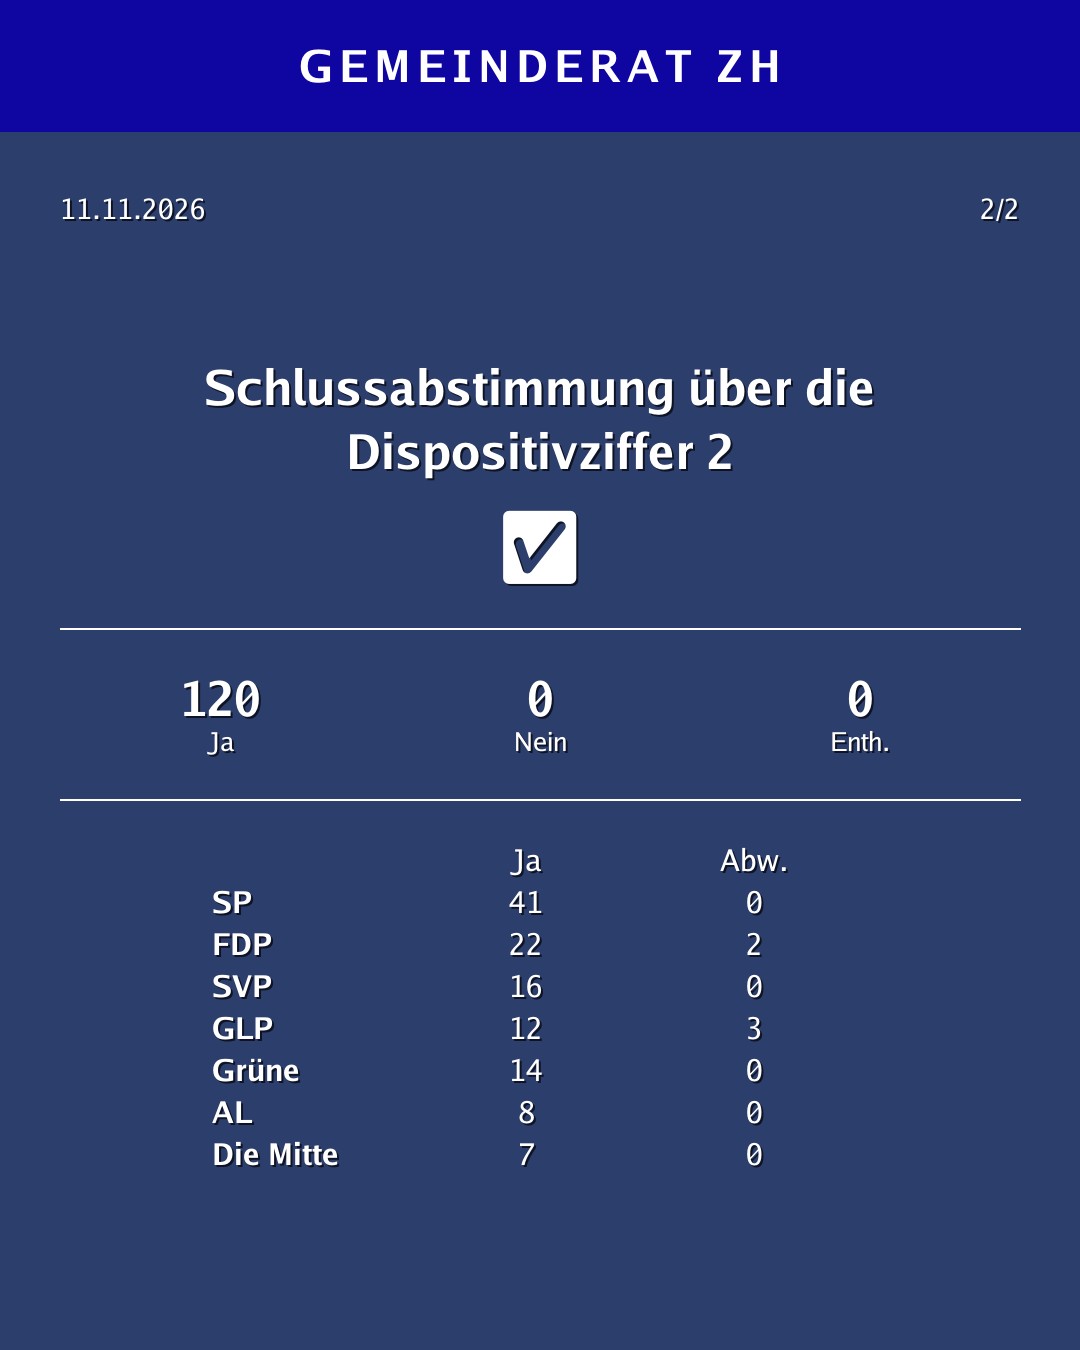 GEMEINDERAT ZH
11.11.2026 2/2
Schlussabstimmung über die
Dispositivziffer 2
120 0 0
Ja Nein Enth.
Ja Abw.
SP 41 0
FDP 22 2
SVP 16 0
GLP 12 3
Grüne 14 0
AL 8 0
Die Mitte 7 0